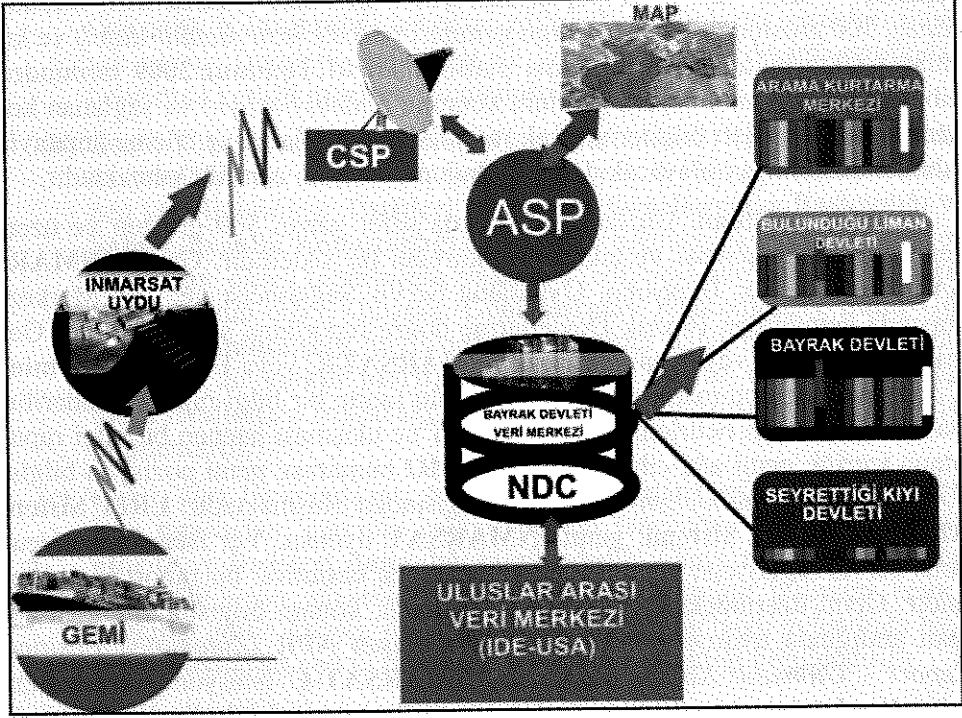 MAP
CSP
ASP
ARAMA KURTARMA
MERKEZİ
BULUNDUĞU LİMAN
DEVLETİ
INMARSAT
UYDU
BAYRAK DEVLETİ
BAYRAK DEVLETİ
VERİ MERKEZİ
NDC
SEYRETTİĞİ KIYI
DEVLETİ
GEMİ
ULUSLAR ARASI
VERİ MERKEZİ
(IDE-USA)